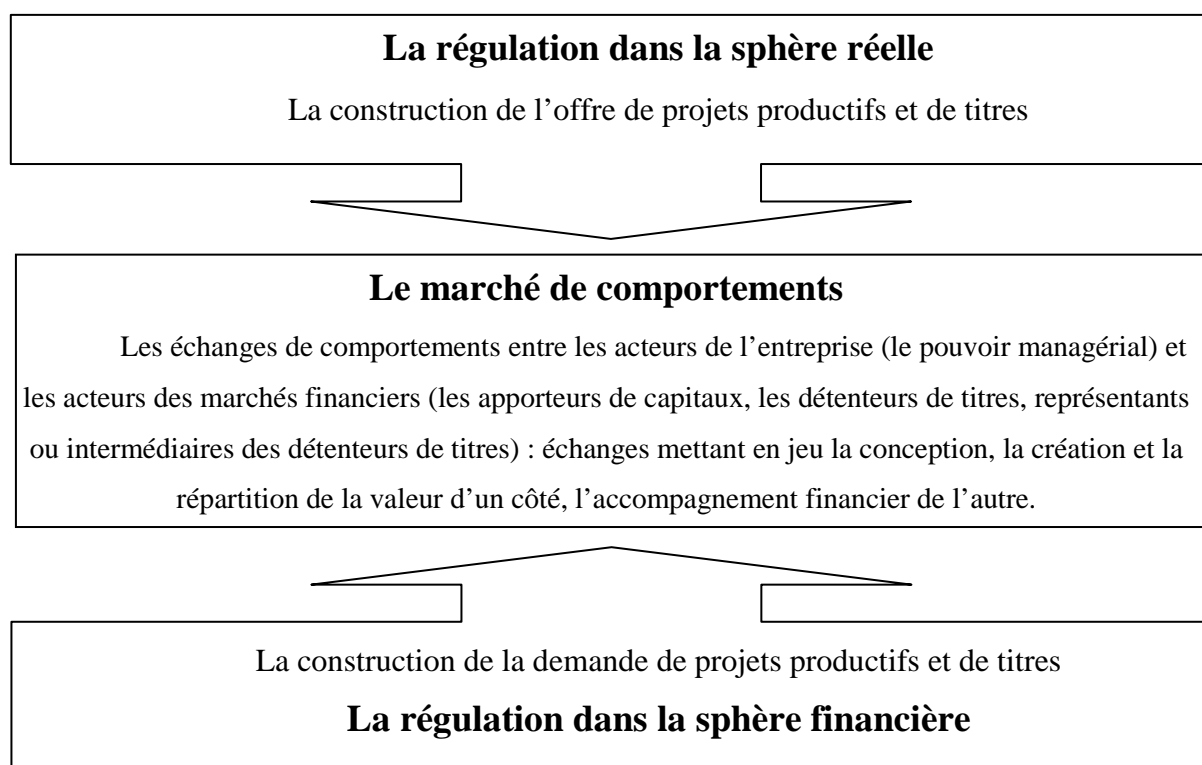 La régulation dans la sphère réelle
La construction de l’offre de projets productifs et de titres
Le marché de comportements
Les échanges de comportements entre les acteurs de l’entreprise (le pouvoir managérial) et
les acteurs des marchés financiers (les apporteurs de capitaux, les détenteurs de titres, représentants
ou intermédiaires des détenteurs de titres) : échanges mettant en jeu la conception, la création et la
répartition de la valeur d’un côté, l’accompagnement financier de l’autre.
La construction de la demande de projets productifs et de titres
La régulation dans la sphère financière